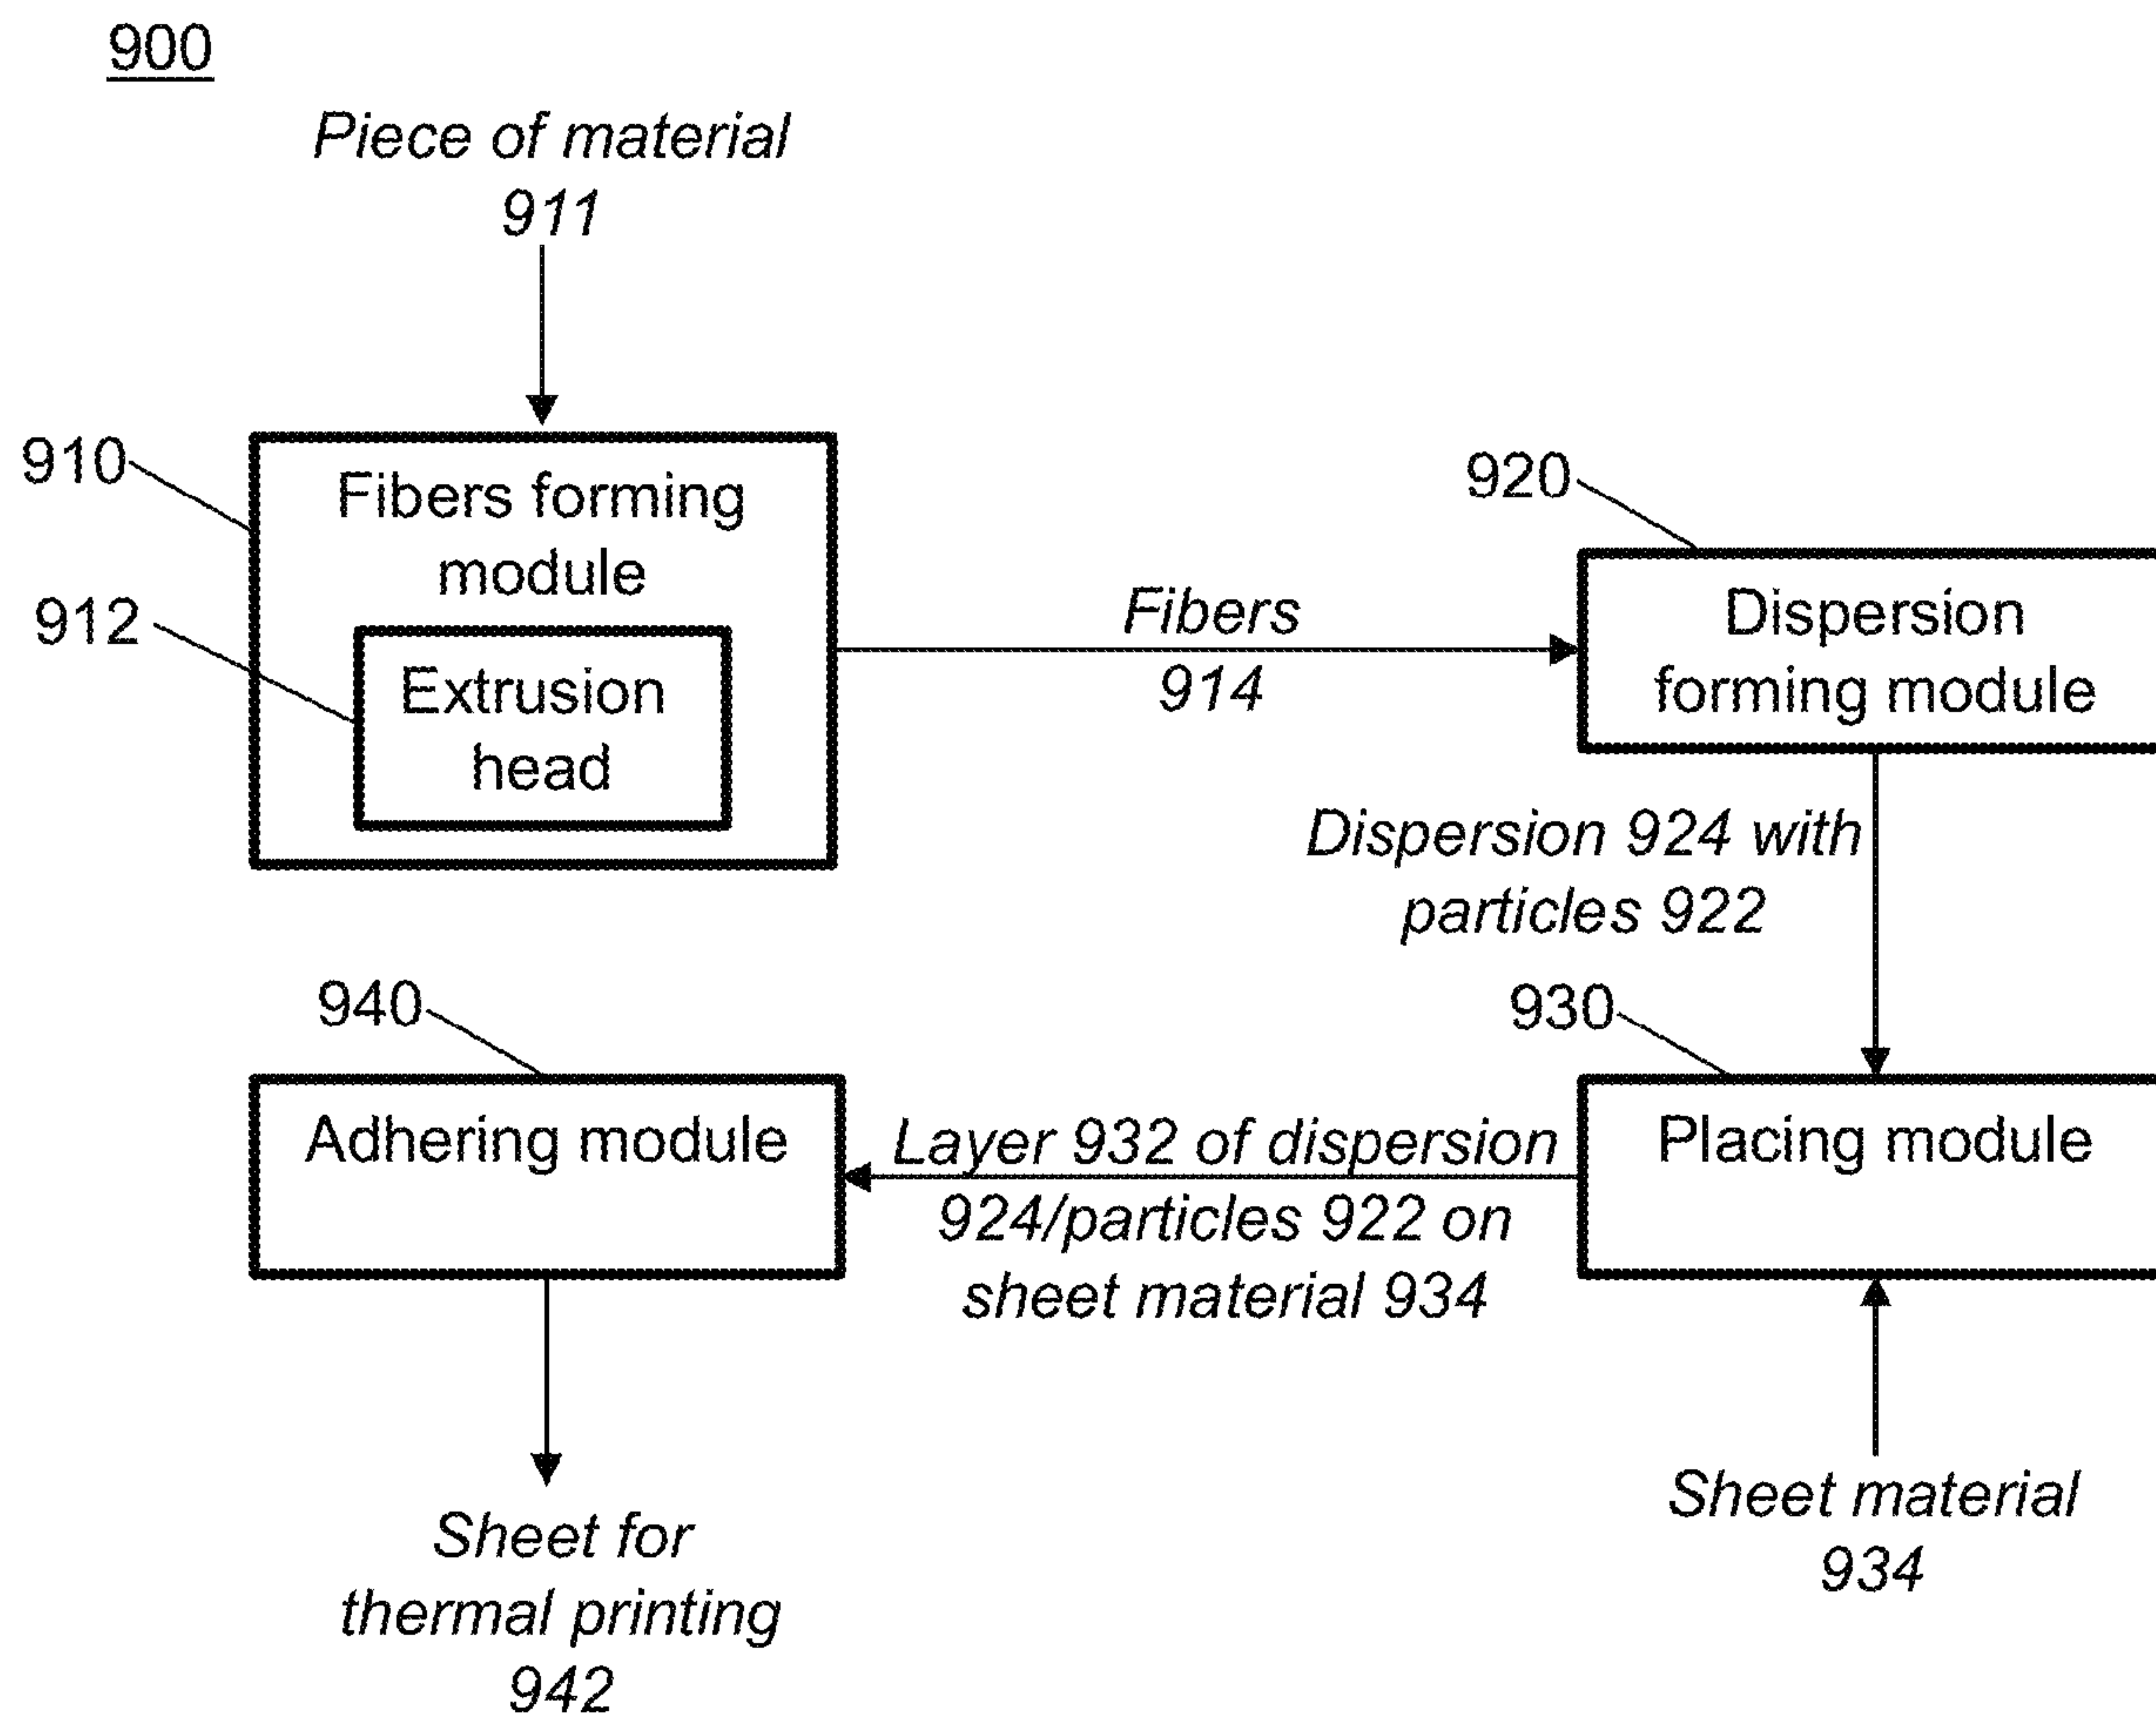 900
Piece of material
911
910
Fibers forming
module
912
Extrusion
head
Fibers
914
920
Dispersion
forming module
Dispersion 924 with
particles 922
940
Adhering module
930
Placing module
Layer 932 of dispersion
924/particles 922 on
sheet material 934
Sheet for
thermal printing
942
Sheet material
934